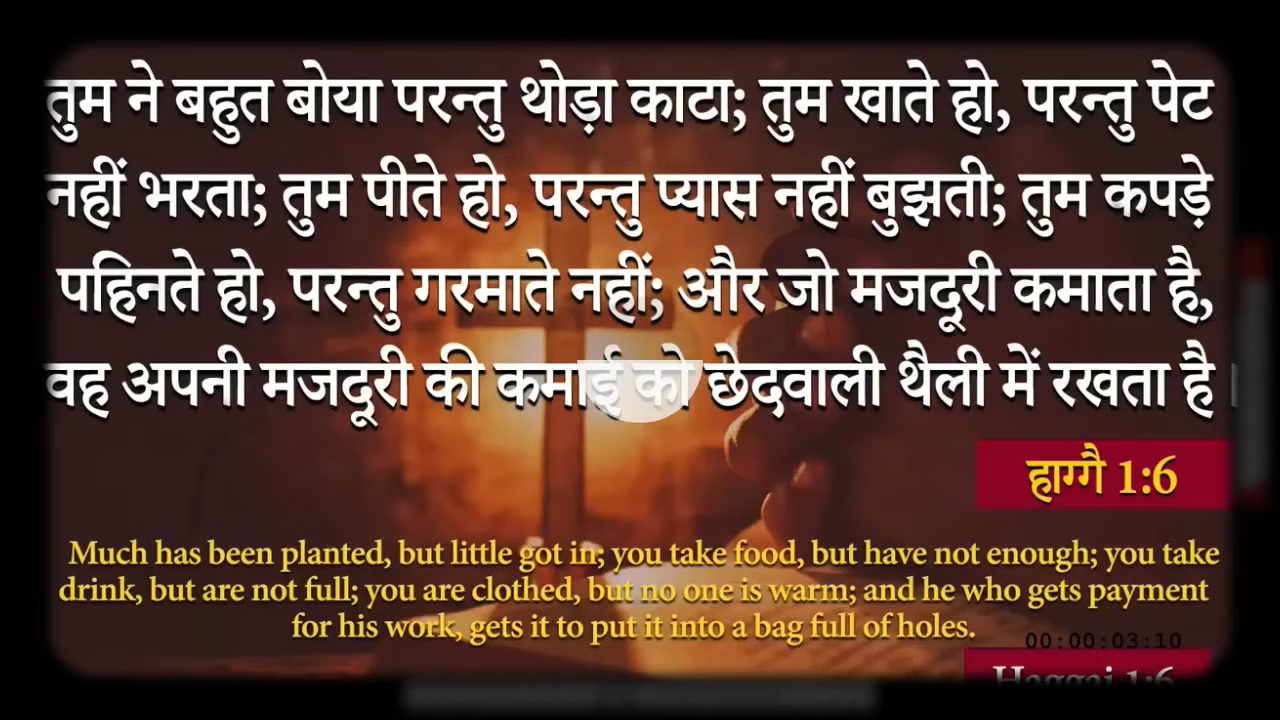 तुम ने बहुत बोया परन्तु थोड़ा काटा; तुम खाते हो, परन्तु पेट
नहीं भरता; तुम पीते हो, परन्तु प्यास नहीं बुझती; तुम कपड़े
पहिनते हो, परन्तु गरमाते नहीं; और जो मजदूरी कमाता है,
वह अपनी मजदूरी की कमाई को छेदवाली थैली में रखता है।
हाग्गै 1:6
Much has been planted, but little got in; you take food, but have not enough; you take
drink, but are not full; you are clothed, but no one is warm; and he who gets payment
for his work, gets it to put it into a bag full of holes.
00:00:03:10
Haggai 1:6